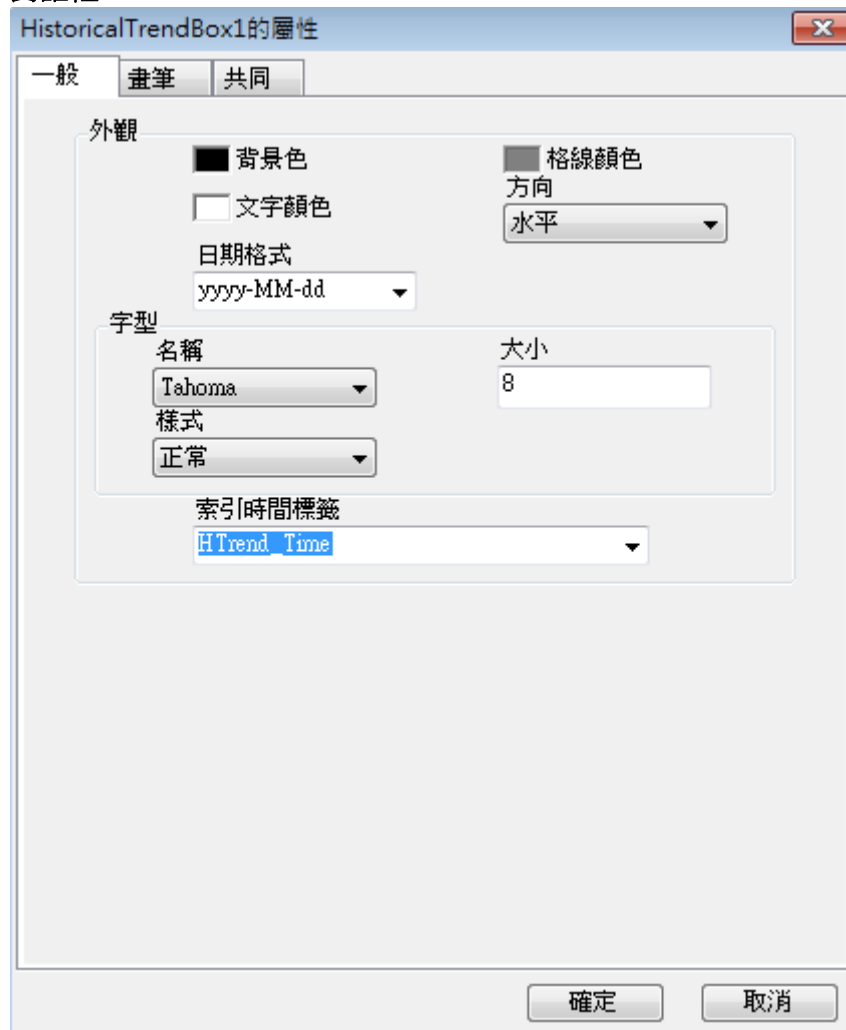 HistoricalTrendBox1的屬性
一般 畫筆 共同
外觀
背景色 格線顏色
文字顏色 方向
水平
日期格式
yyyy-MM-dd
字型
名稱 大小
Tahoma 8
樣式
正常
索引時間標籤
HTrend_Time
確定 取消